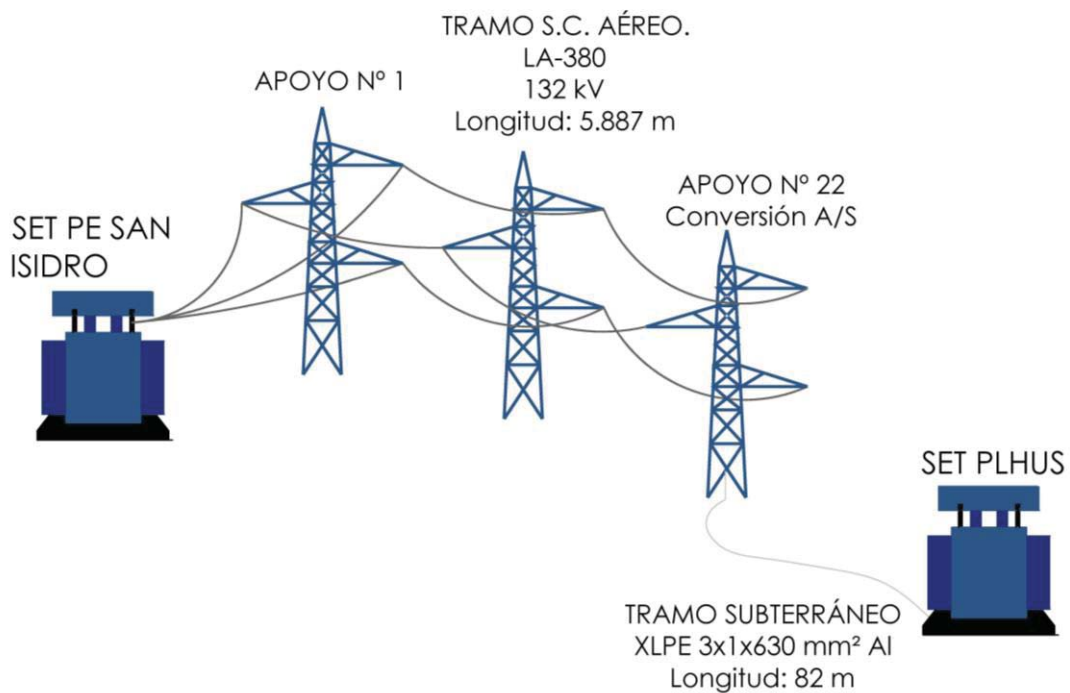 TRAMO S.C. AÉREO.
LA-380
132 kV
Longitud: 5.887 m
APOYO Nº 1
APOYO Nº 22
Conversión A/S
SET PE SAN
ISIDRO
SET PLHUS
TRAMO SUBTERRÁNEO
XLPE 3x1x630 mm² Al
Longitud: 82 m